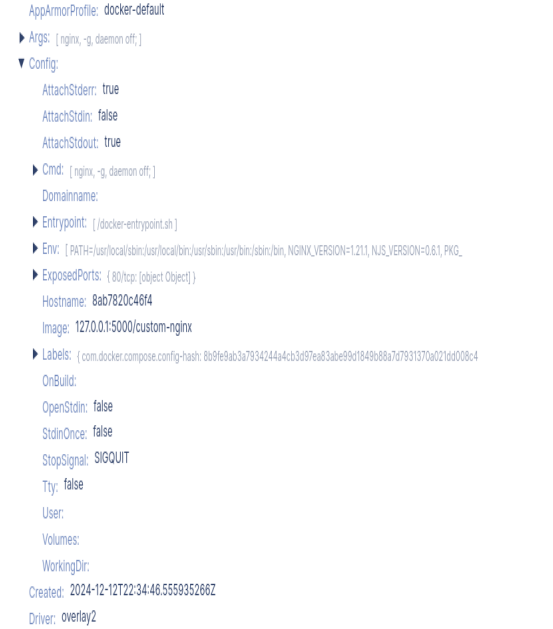 AppArmorProfile: docker-default
Args: [ nginx, -g, daemon off; ]
Config:
AttachStderr: true
AttachStdin: false
AttachStdout: true
Cmd: [ nginx, -g, daemon off; ]
Domainname:
Entrypoint: [ /docker-entrypoint.sh ]
Env: [ PATH=/usr/local/sbin:/usr/local/bin:/usr/sbin:/usr/bin:/sbin:/bin, NGINX_VERSION=1.21.1, NJS_VERSION=0.6.1, PKG_
ExposedPorts: { 80/tcp: [object Object] }
Hostname: 8ab7820c46f4
Image: 127.0.0.1:5000/custom-nginx
Labels: { com.docker.compose.config-hash: 8b9fe9ab3a7934244a4cb3d97ea83abe99d1849b88a7d7931370a021dd008c4
OnBuild:
OpenStdin: false
StdinOnce: false
StopSignal: SIGQUIT
Tty: false
User:
Volumes:
WorkingDir:
Created: 2024-12-12T22:34:46.555935266Z
Driver: overlay2